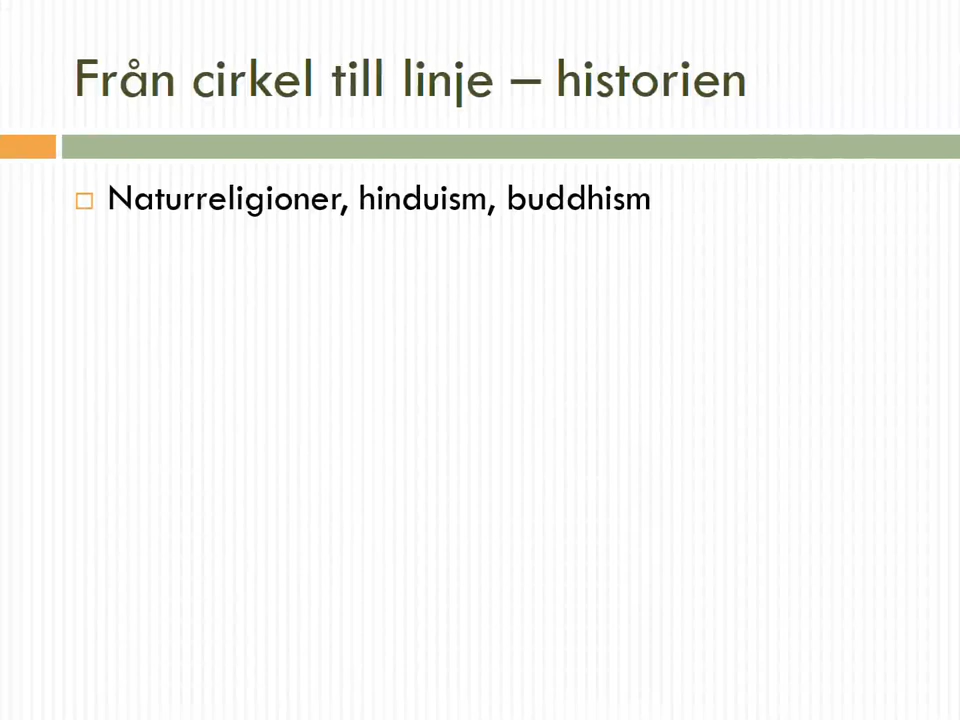 Från cirkel till linje – historien
Naturreligioner, hinduism, buddhism